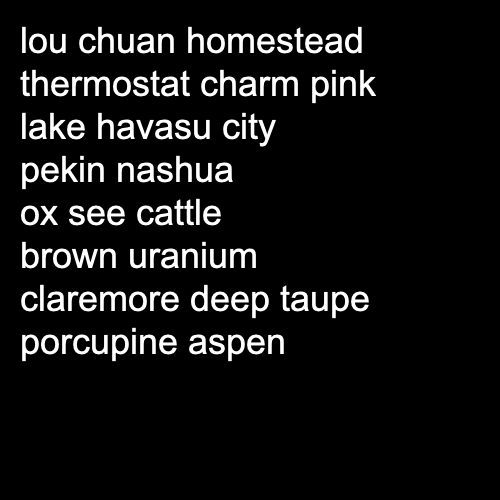 lou chuan homestead
thermostat charm pink
lake havasu city
pekin nashua
ox see cattle
brown uranium
claremore deep taupe
porcupine aspen